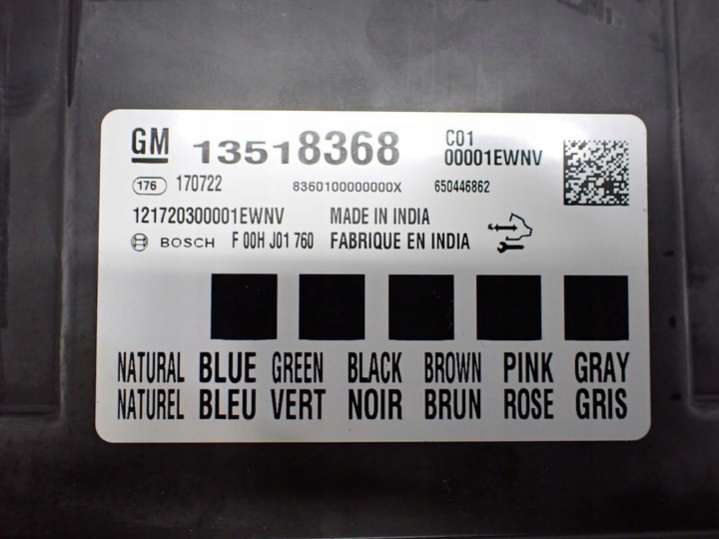 GM 13518368 C01
00001EWNV
176 170722 8360100000000X 650446862
121720300001EWNV MADE IN INDIA
BOSCH F 00H J01 760 FABRIQUE EN INDIA
NATURAL BLUE GREEN BLACK BROWN PINK GRAY
NATUREL BLEU VERT NOIR BRUN ROSE GRIS